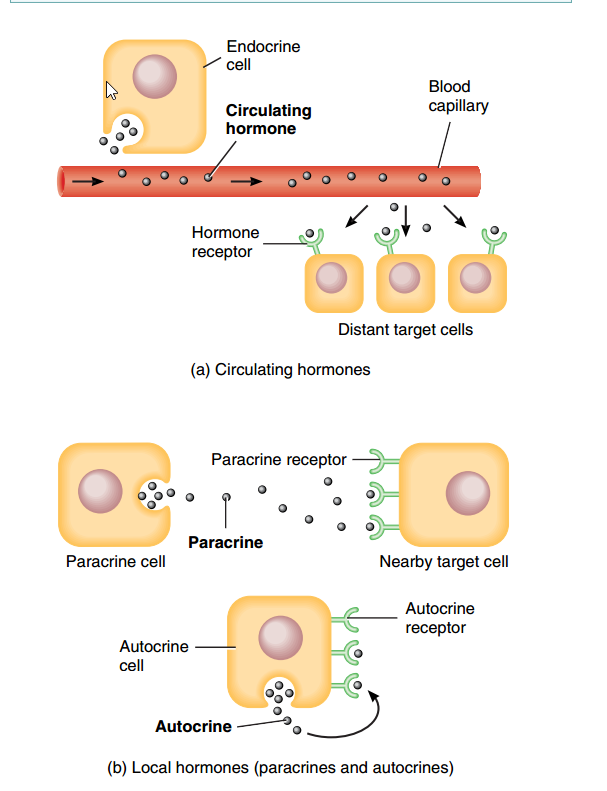 Endocrine
cell
Blood
capillary
Circulating
hormone
Hormone
receptor
Distant target cells
(a) Circulating hormones
Paracrine receptor
Paracrine
Paracrine cell
Nearby target cell
Autocrine
receptor
Autocrine
cell
Autocrine
(b) Local hormones (paracrines and autocrines)